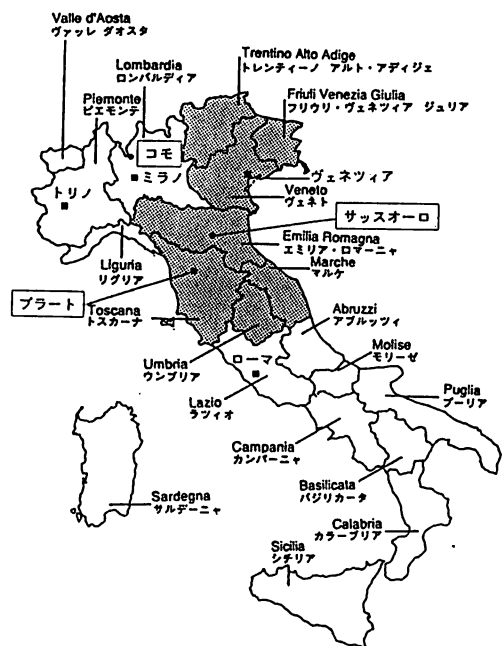 Valle d'Aosta
ヴァッレ ダオスタ
Lombardia
ロンバルディア
Trentino Alto Adige
トレンティーノ アルト・アディジェ
Piemonte
ピエモンテ
Friuli Venezia Giulia
フリウリ・ヴェネツィア ジュリア
コモ
トリノ
ミラノ
ヴェネツィア
Veneto
ヴェネト
サッスオーロ
Emilia Romagna
エミリア・ロマーニャ
Liguria
リグリア
Marche
マルケ
プラート
Toscana
トスカーナ
Abruzzi
アブルッツィ
Umbria
ウンブリア
ローマ
Molise
モリーゼ
Lazio
ラツィオ
Puglia
プーリア
Campania
カンパーニャ
Basilicata
バジリカータ
Sardegna
サルデーニャ
Calabria
カラーブリア
Sicilia
シチリア